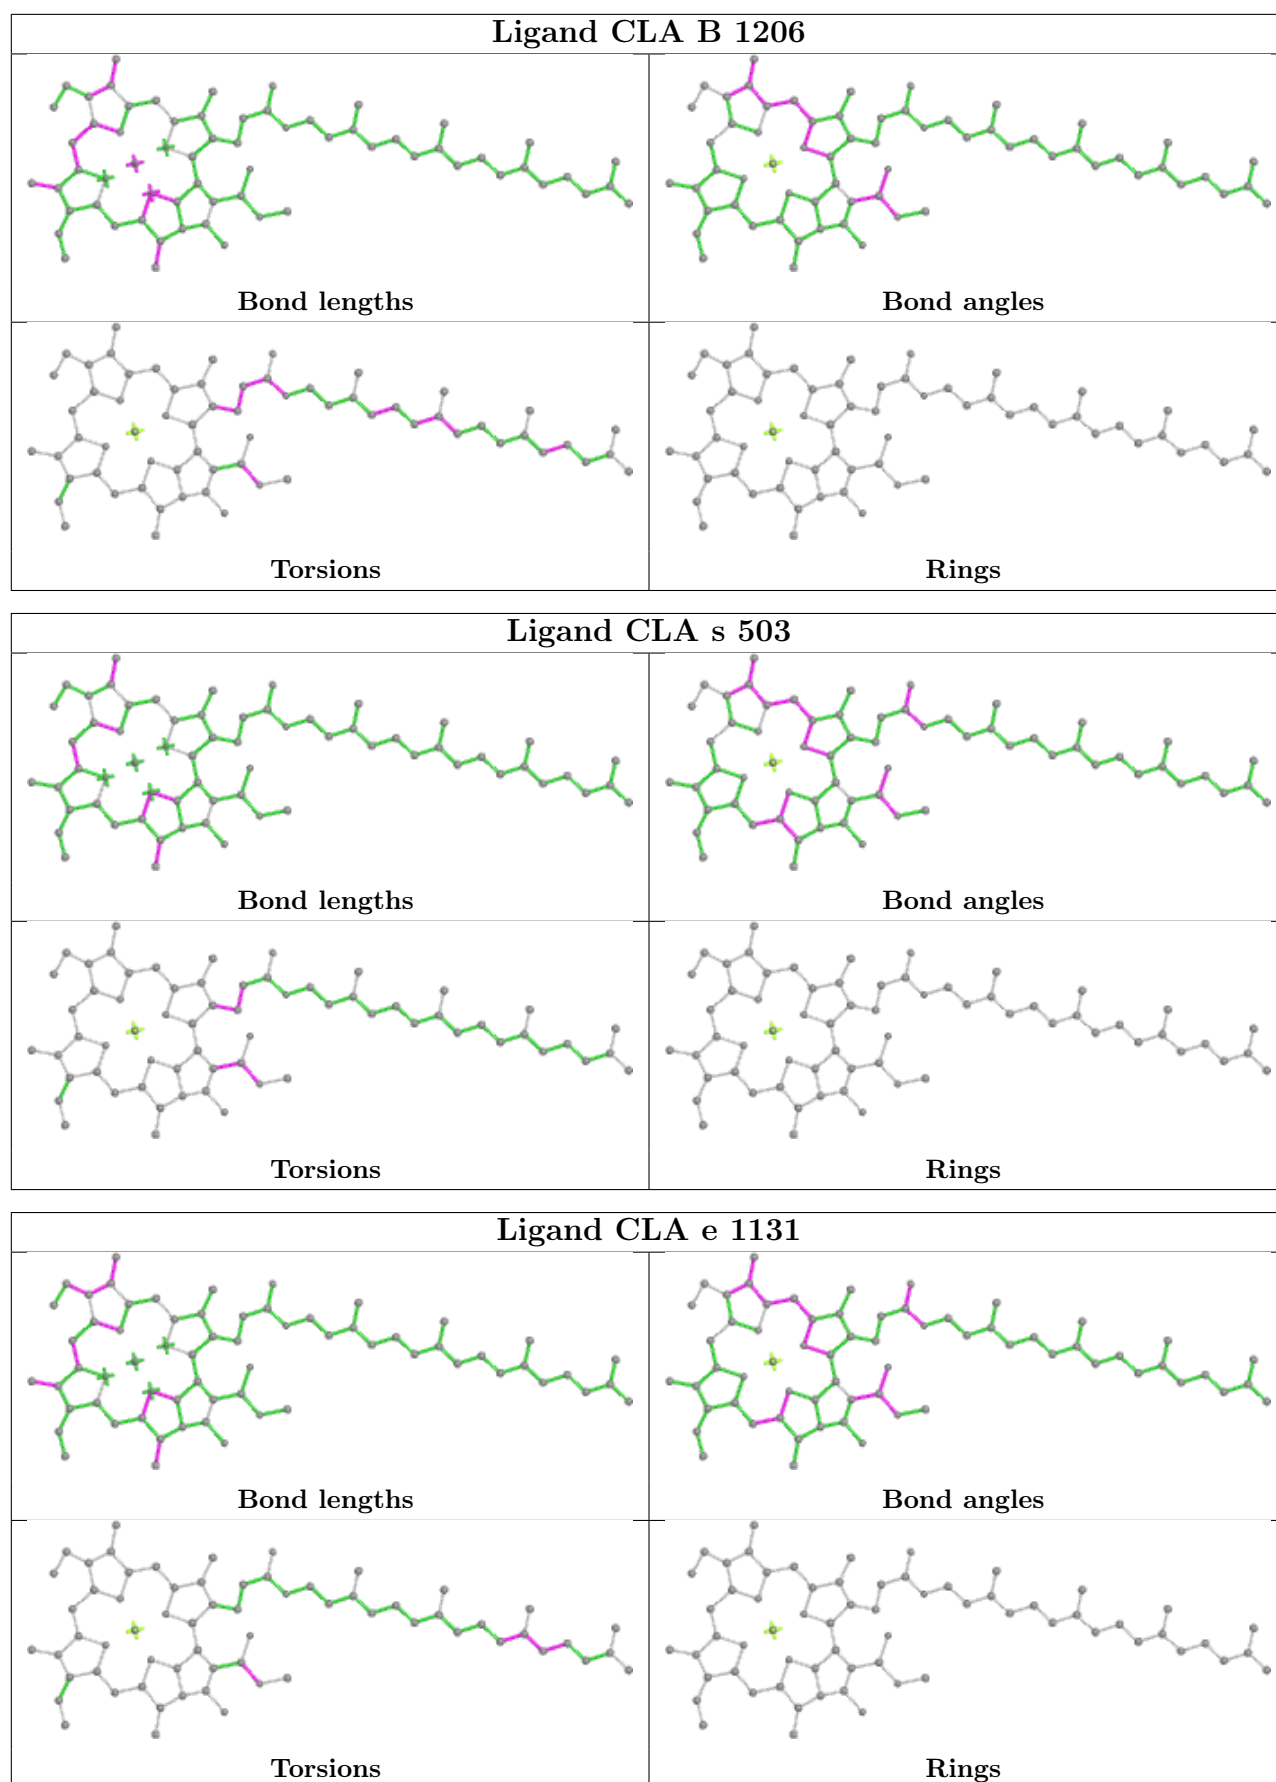 Ligand CLA B 1206
Bond lengths
Bond angles
Torsions
Rings
Ligand CLA s 503
Bond lengths
Bond angles
Torsions
Rings
Ligand CLA e 1131
Bond lengths
Bond angles
Torsions
Rings